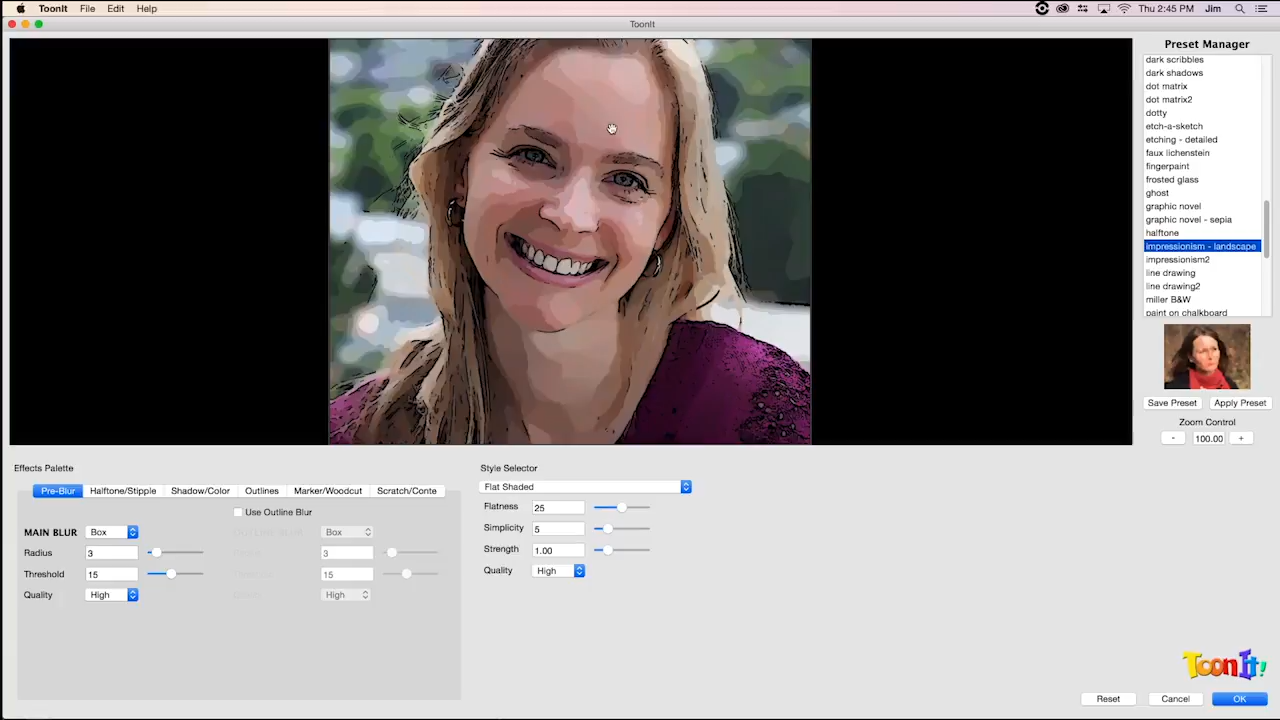 ToonIt File Edit Help Thu 2:45 PM Jim
ToonIt
Preset Manager
dark scribbles
dark shadows
dot matrix
dot matrix2
dotty
etch-a-sketch
etching - detailed
faux lichenstein
fingerpaint
frosted glass
ghost
graphic novel
graphic novel - sepia
halftone
impressionism - landscape
impressionism2
line drawing
line drawing2
miller B&W
paint on chalkboard
Save Preset Apply Preset
Zoom Control
- 100.00 +
Effects Palette
Pre-Blur Halftone/Stipple Shadow/Color Outlines Marker/Woodcut Scratch/Conte
Use Outline Blur
MAIN BLUR Box OUTLINE BLUR Box
Radius 3 Radius 3
Threshold 15 Threshold 15
Quality High Quality High
Style Selector
Flat Shaded
Flatness 25
Simplicity 5
Strength 1.00
Quality High
ToonIt!
Reset Cancel OK